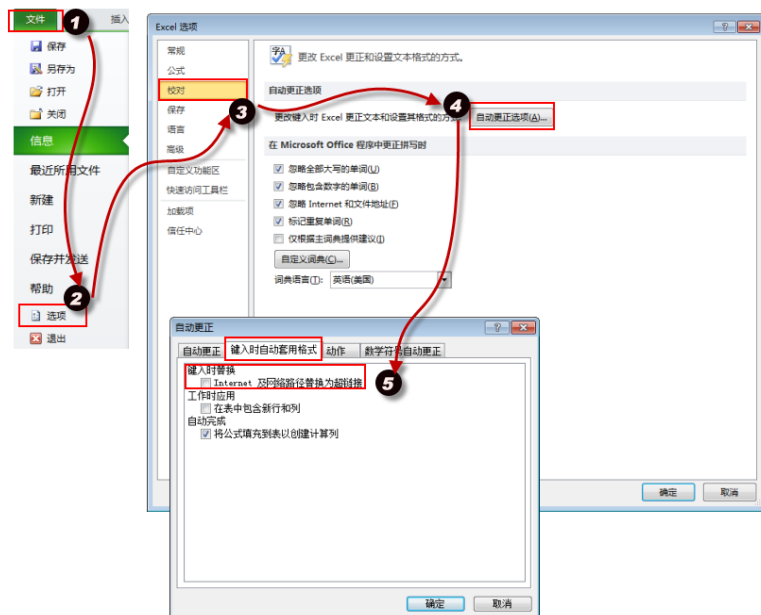 文件
插入
保存
另存为
打开
关闭
信息
最近所用文件
新建
打印
保存并发送
帮助
选项
退出
1
2
3
4
5
Excel 选项
常规
公式
校对
保存
语言
高级
自定义功能区
快速访问工具栏
加载项
信任中心
更改 Excel 更正和设置文本格式的方式。
自动更正选项
更改键入时 Excel 更正文本和设置其格式的方式:
自动更正选项(A)...
在 Microsoft Office 程序中更正拼写时
忽略全部大写的单词(U)
忽略包含数字的单词(B)
忽略 Internet 和文件地址(F)
标记重复单词(R)
仅根据主词典提供建议(I)
自定义词典(C)...
词典语言(I): 英语(美国)
确定 取消
自动更正
自动更正 键入时自动套用格式 动作 数学符号自动更正
键入时替换
Internet 及网络路径替换为超链接
工作时应用
在表中包含新行和列
自动完成
将公式填充到表以创建计算列
确定 取消